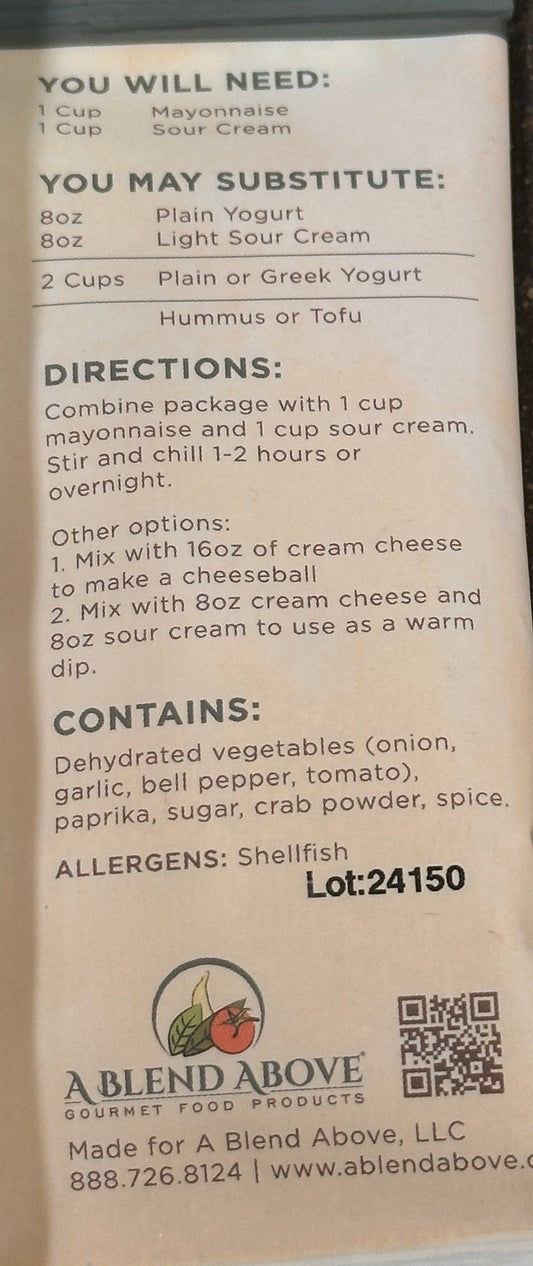 YOU WILL NEED:
1 Cup Mayonnaise
1 Cup Sour Cream
YOU MAY SUBSTITUTE:
8oz Plain Yogurt
8oz Light Sour Cream
2 Cups Plain or Greek Yogurt
Hummus or Tofu
DIRECTIONS:
Combine package with 1 cup
mayonnaise and 1 cup sour cream.
Stir and chill 1-2 hours or
overnight.
Other options:
1. Mix with 16oz of cream cheese
to make a cheeseball
2. Mix with 8oz cream cheese and
8oz sour cream to use as a warm
dip.
CONTAINS:
Dehydrated vegetables (onion,
garlic, bell pepper, tomato),
paprika, sugar, crab powder, spice.
ALLERGENS: Shellfish
Lot:24150
A BLEND ABOVE®
GOURMET FOOD PRODUCTS
Made for A Blend Above, LLC
888.726.8124 | www.ablendabove.c